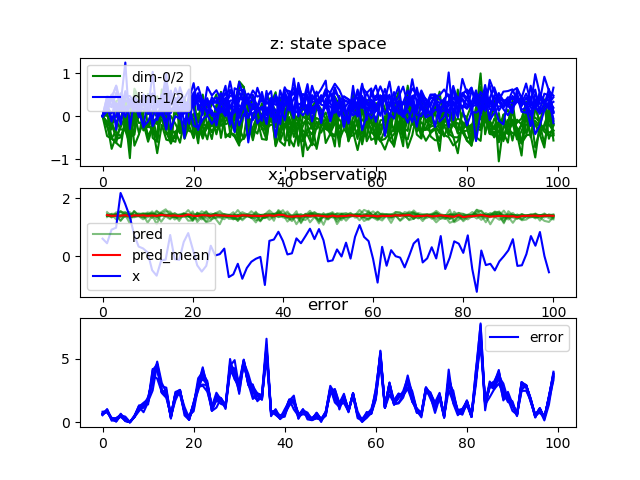 z: state space
1
0
−1
dim-0/2
dim-1/2
0
20
40
60
80
100
x: observation
2
0
pred
pred_mean
x
0
20
40
60
80
100
error
5
0
error
0
20
40
60
80
100